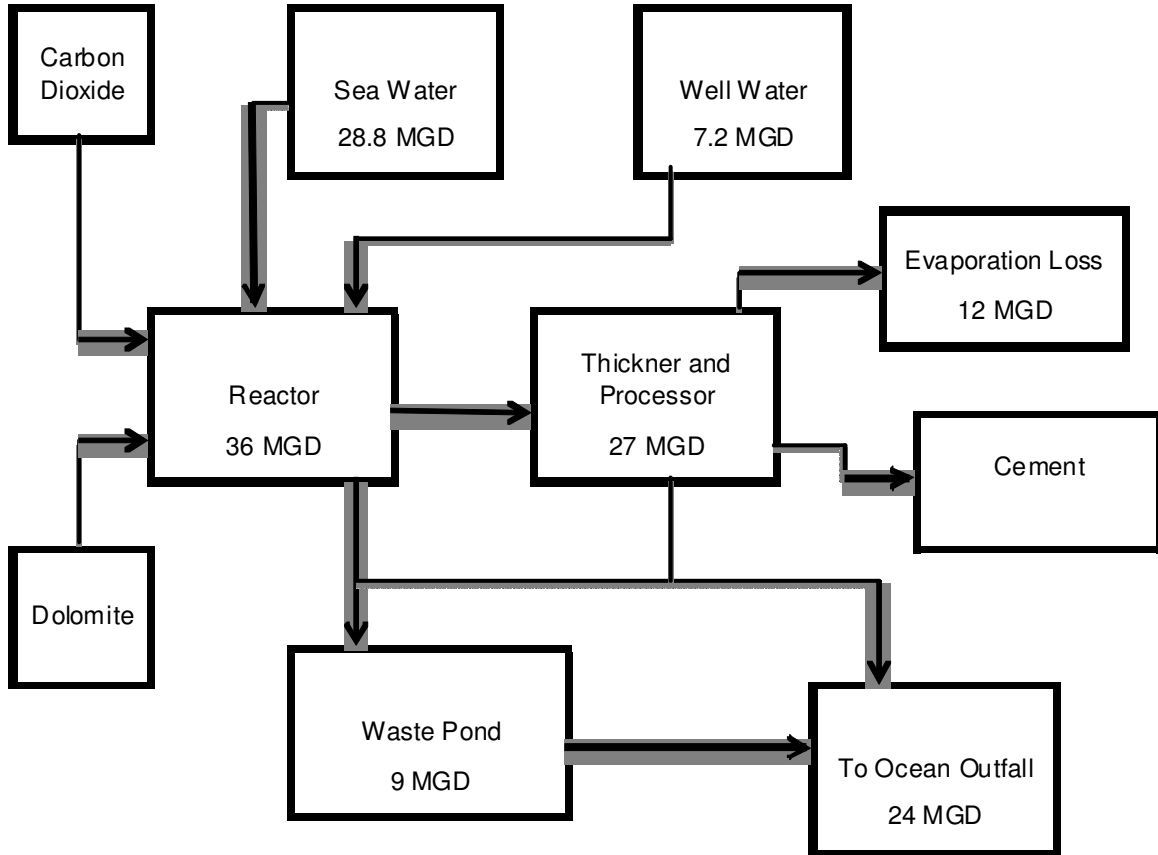 Carbon
Dioxide
Sea Water
28.8 MGD
Well Water
7.2 MGD
Evaporation Loss
12 MGD
Reactor
36 MGD
Thickner and
Processor
27 MGD
Cement
Dolomite
Waste Pond
9 MGD
To Ocean Outfall
24 MGD